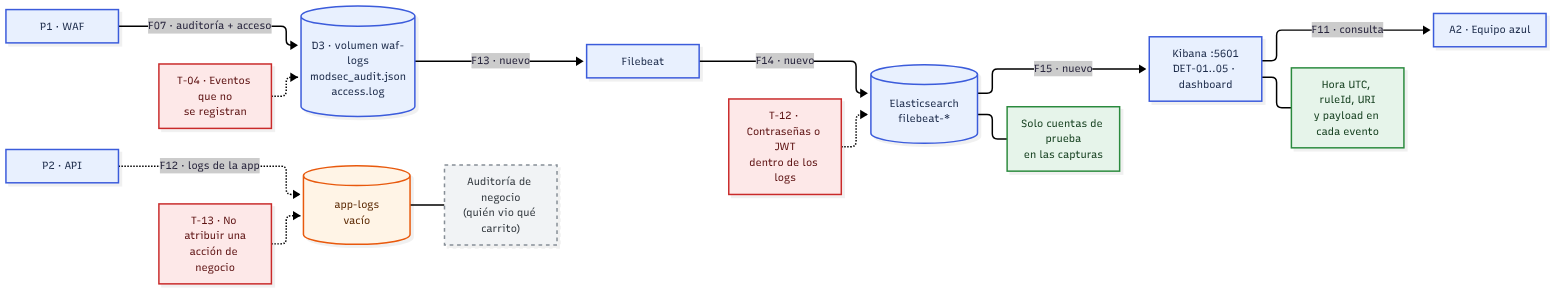 P1 · WAF
F07 · auditoría + acceso
D3 · volumen waf-
logs
modsec_audit.json
access.log
T-04 · Eventos
que no
se registran
F13 · nuevo
Filebeat
F14 · nuevo
T-12 ·
Contraseñas o
JWT
dentro de los
logs
Elasticsearch
filebeat-*
F15 · nuevo
Solo cuentas de
prueba
en las capturas
Kibana :5601
DET-01..05 ·
dashboard
F11 · consulta
A2 · Equipo azul
Hora UTC,
ruleId, URI
y payload en
cada evento
P2 · API
F12 · logs de la app
T-13 · No
atribuir una
acción de
negocio
app-logs
vacío
Auditoría de
negocio
(quién vio qué
carrito)